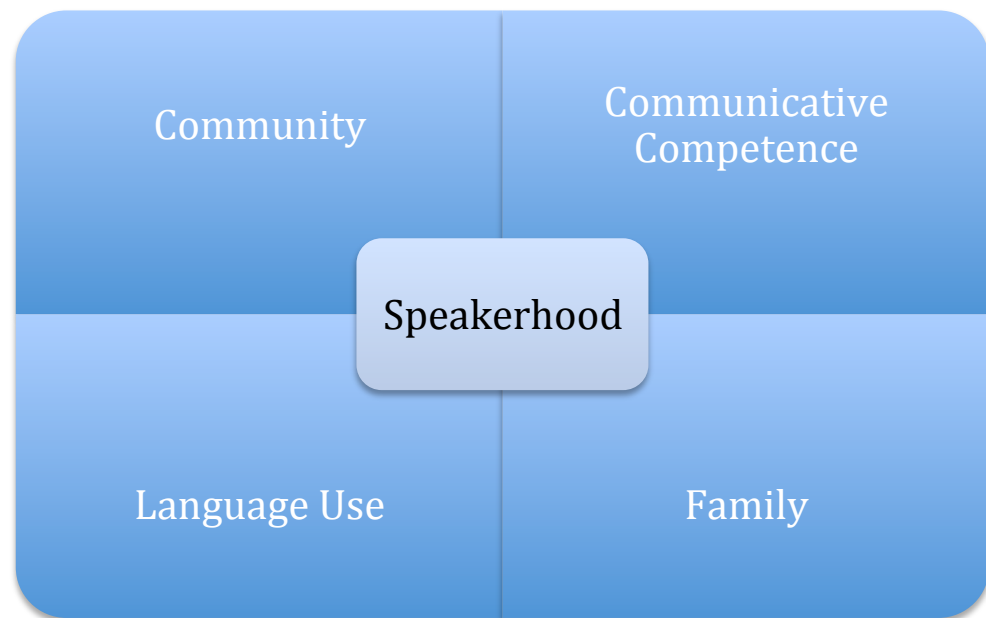 Community
Communicative
Competence
Speakerhood
Language Use
Family